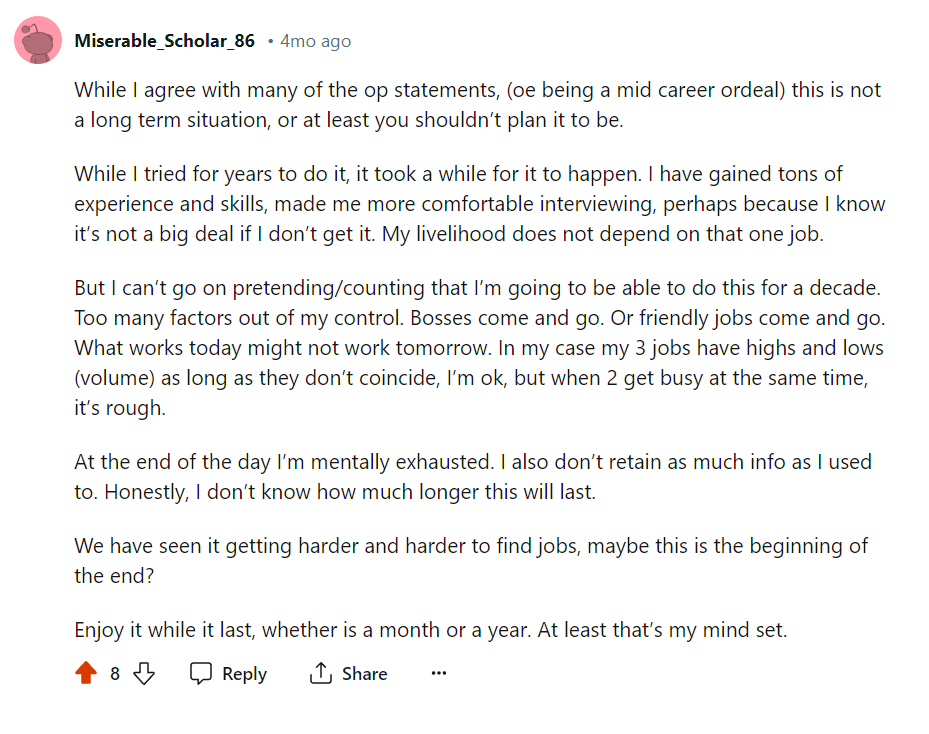 Miserable_Scholar_86 • 4mo ago
While I agree with many of the op statements, (oe being a mid career ordeal) this is not
a long term situation, or at least you shouldn’t plan it to be.
While I tried for years to do it, it took a while for it to happen. I have gained tons of
experience and skills, made me more comfortable interviewing, perhaps because I know
it’s not a big deal if I don’t get it. My livelihood does not depend on that one job.
But I can’t go on pretending/counting that I’m going to be able to do this for a decade.
Too many factors out of my control. Bosses come and go. Or friendly jobs come and go.
What works today might not work tomorrow. In my case my 3 jobs have highs and lows
(volume) as long as they don’t coincide, I’m ok, but when 2 get busy at the same time,
it’s rough.
At the end of the day I’m mentally exhausted. I also don’t retain as much info as I used
to. Honestly, I don’t know how much longer this will last.
We have seen it getting harder and harder to find jobs, maybe this is the beginning of
the end?
Enjoy it while it last, whether is a month or a year. At least that’s my mind set.
8 Reply Share ···